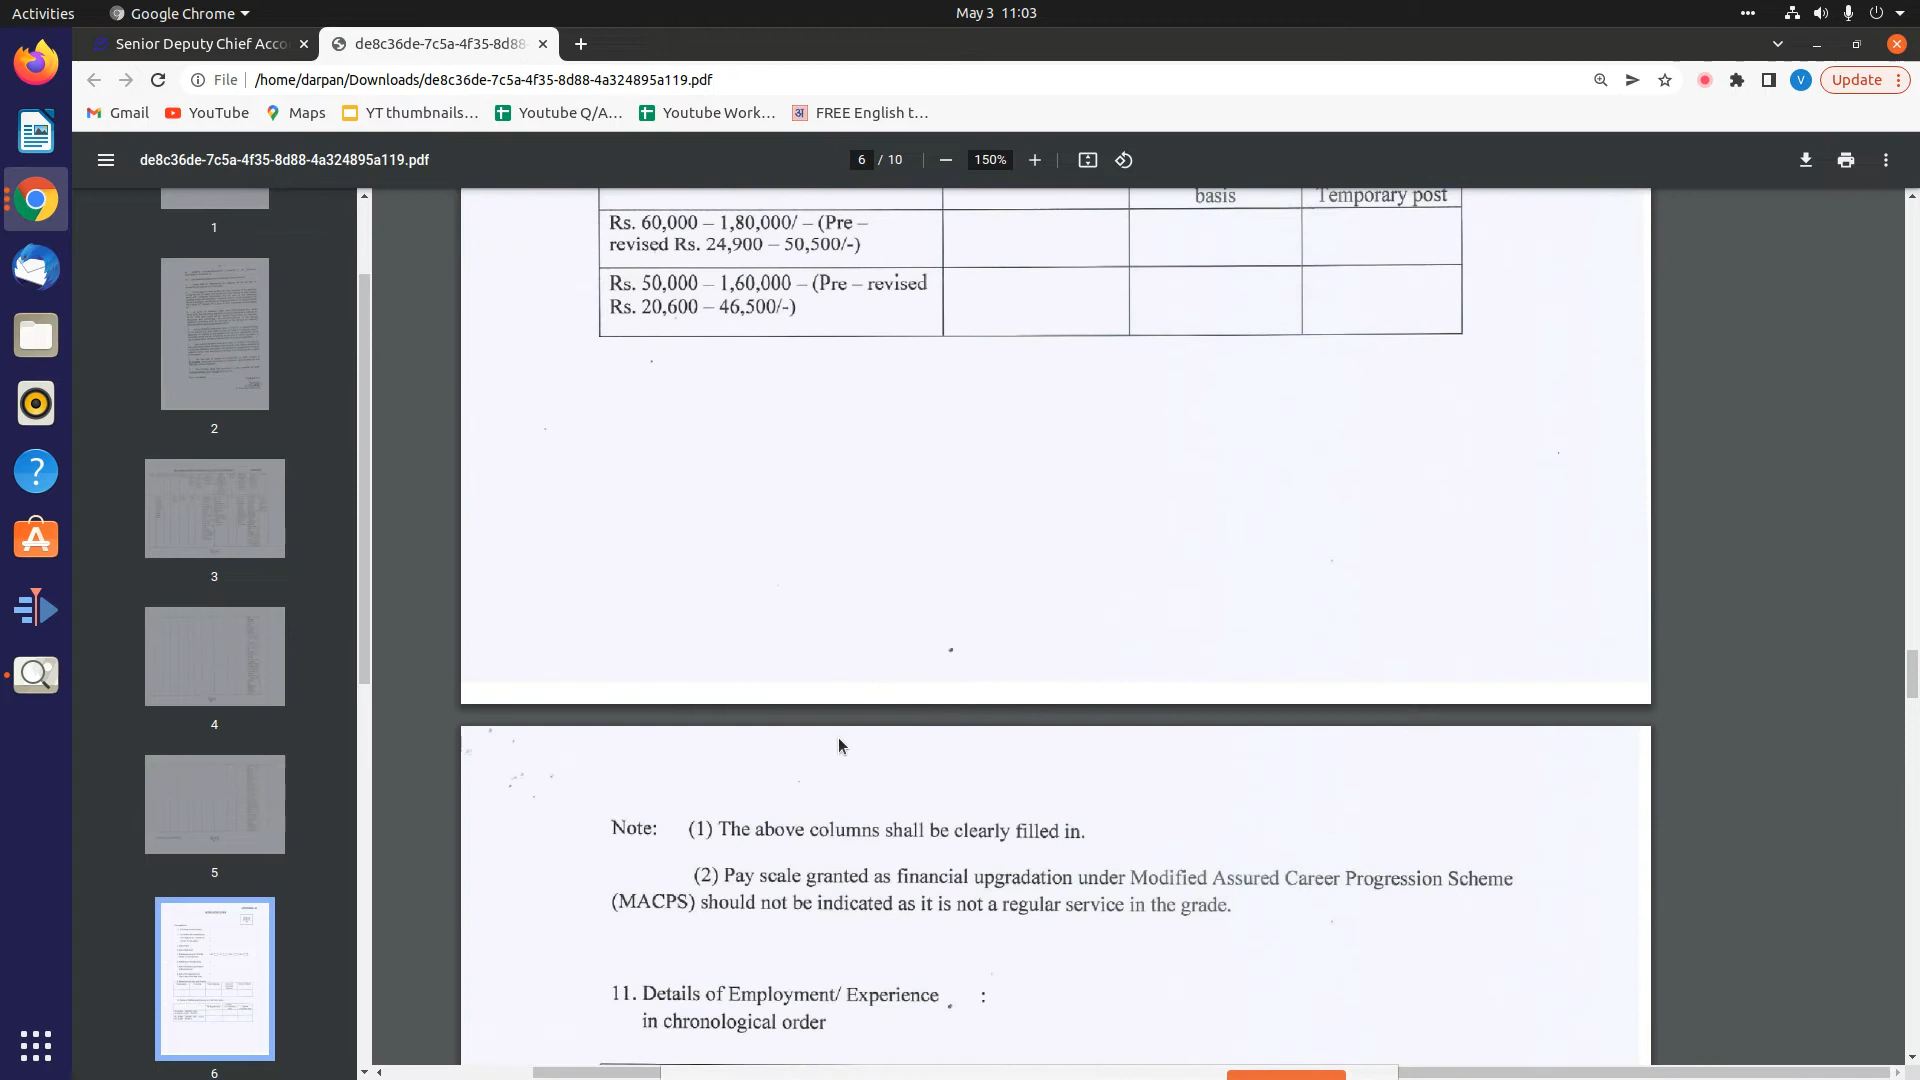 Activities
Google Chrome
May 3 11:03
Senior Deputy Chief Acco
de8c36de-7c5a-4f35-8d88-
File
/home/darpan/Downloads/de8c36de-7c5a-4f35-8d88-4a324895a119.pdf
V
Update
Gmail
YouTube
Maps
YT thumbnails...
Youtube Q/A...
Youtube Work...
अ
FREE English t...
de8c36de-7c5a-4f35-8d88-4a324895a119.pdf
6 / 10
150%
1
2
3
4
5
6
basis
Temporary post
Rs. 60,000 – 1,80,000/ – (Pre –
revised Rs. 24,900 – 50,500/-)
Rs. 50,000 – 1,60,000 – (Pre – revised
Rs. 20,600 – 46,500/-)
Note: (1) The above columns shall be clearly filled in.
(2) Pay scale granted as financial upgradation under Modified Assured Career Progression Scheme
(MACPS) should not be indicated as it is not a regular service in the grade.
11. Details of Employment/ Experience :
in chronological order